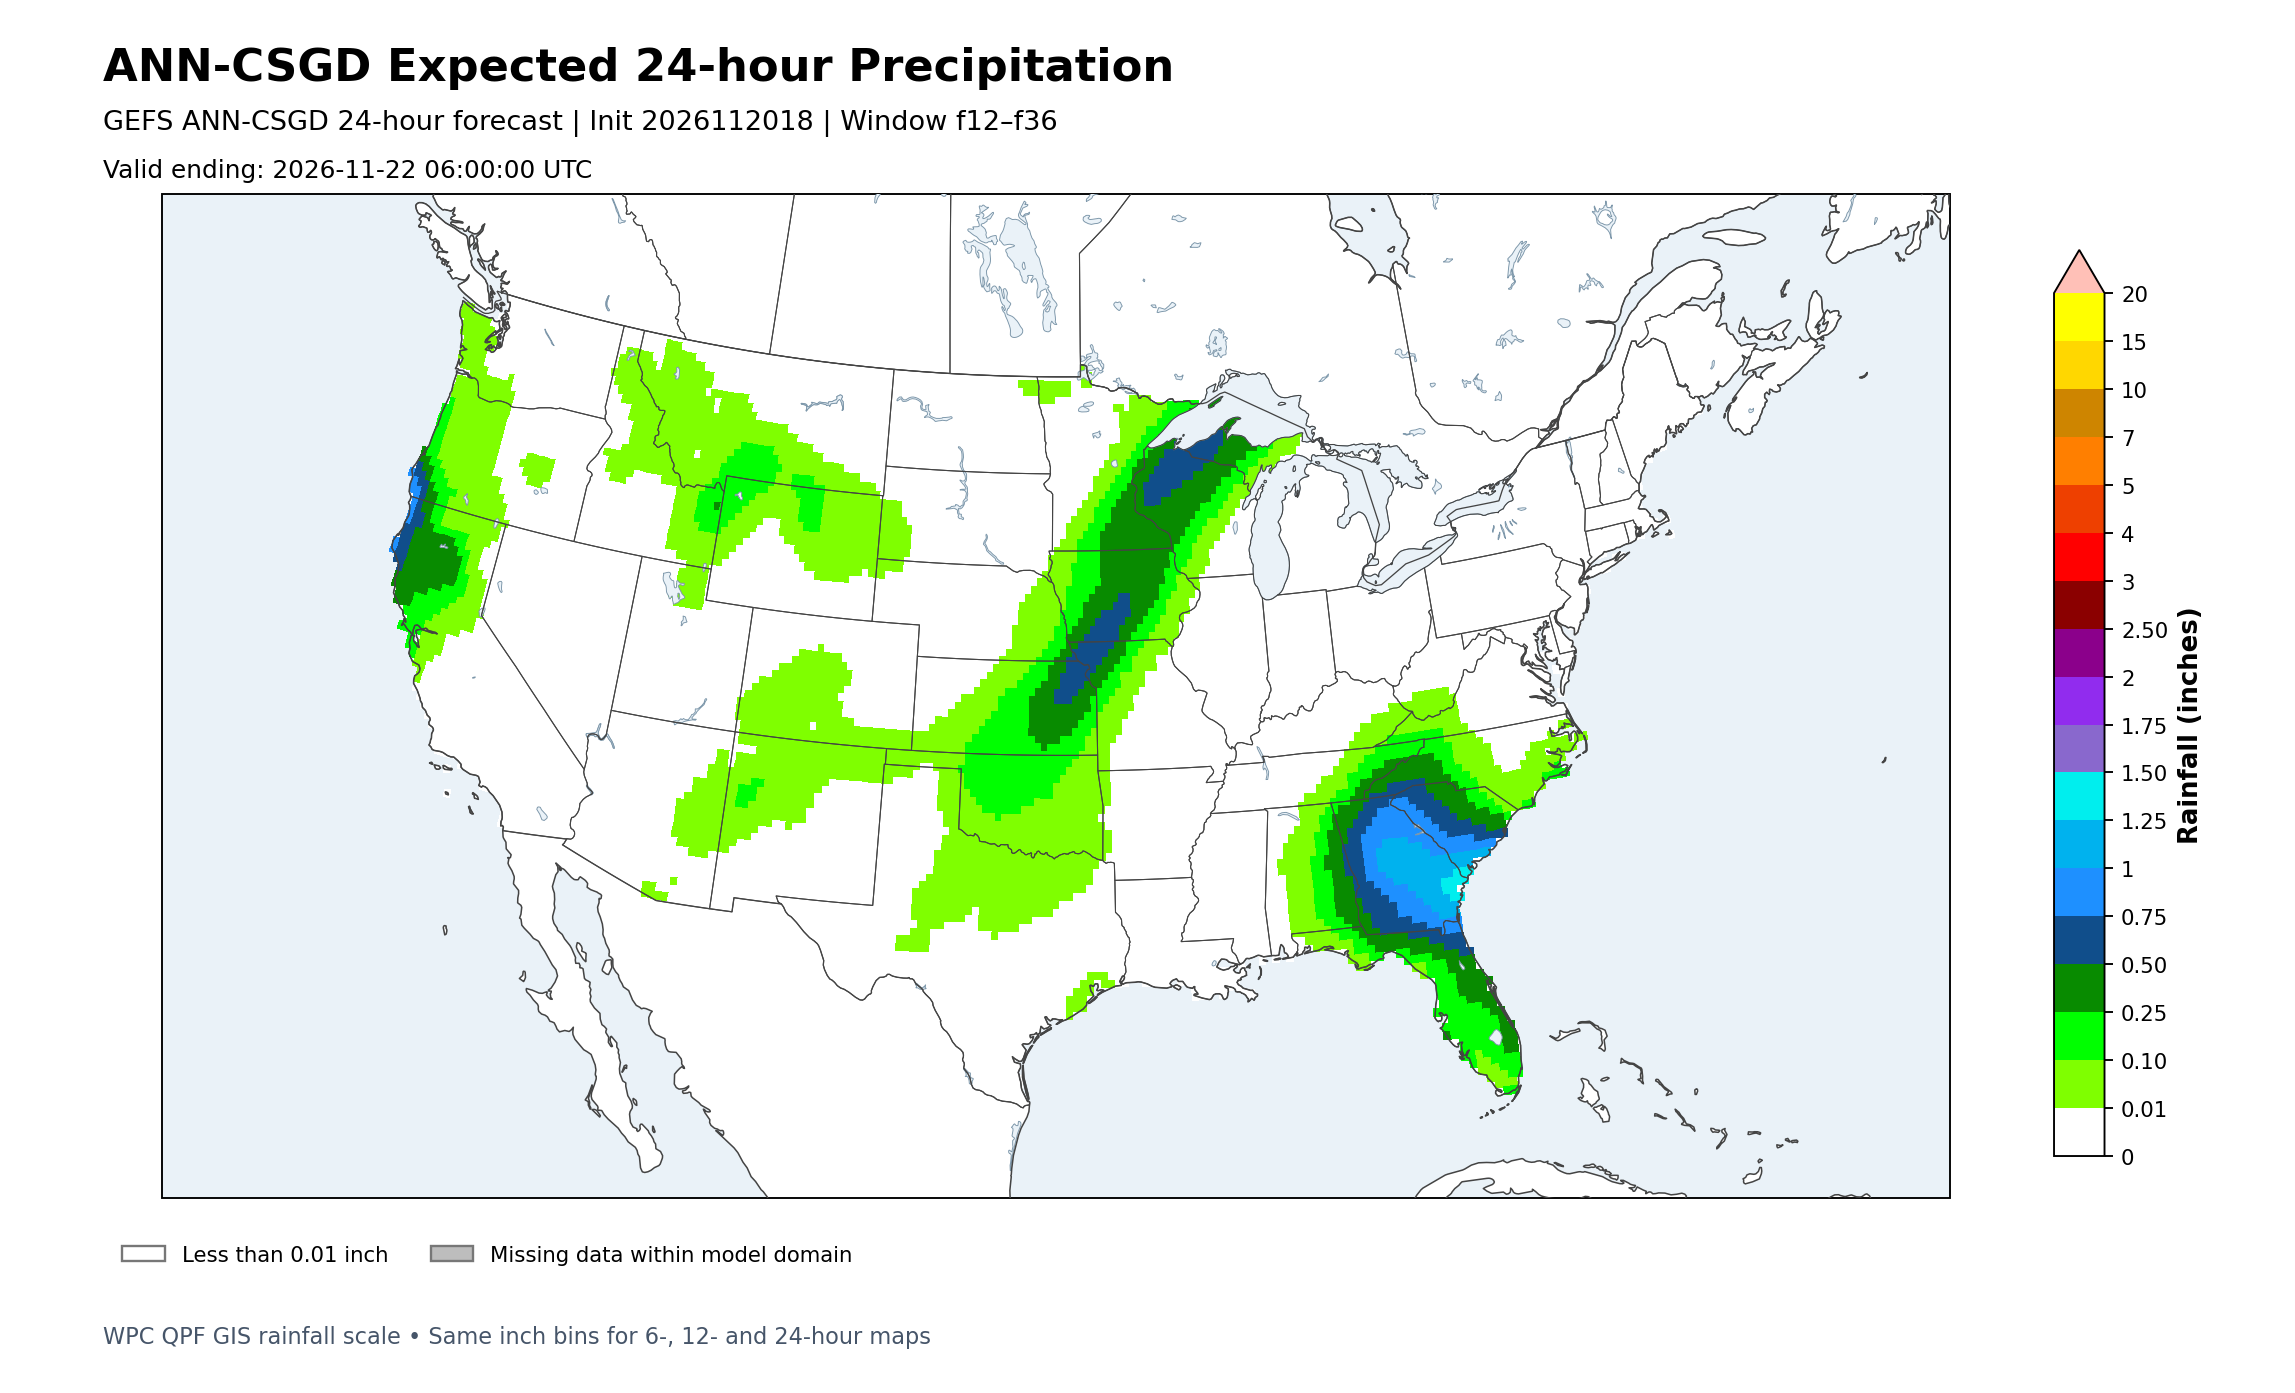 ANN-CSGD Expected 24-hour Precipitation
GEFS ANN-CSGD 24-hour forecast | Init 2026112018 | Window f12–f36
Valid ending: 2026-11-22 06:00:00 UTC
20
15
10
7
5
4
3
2.50
2
1.75
1.50
1.25
1
0.75
0.50
0.25
0.10
0.01
0
Rainfall (inches)
Less than 0.01 inch
Missing data within model domain
WPC QPF GIS rainfall scale • Same inch bins for 6-, 12- and 24-hour maps